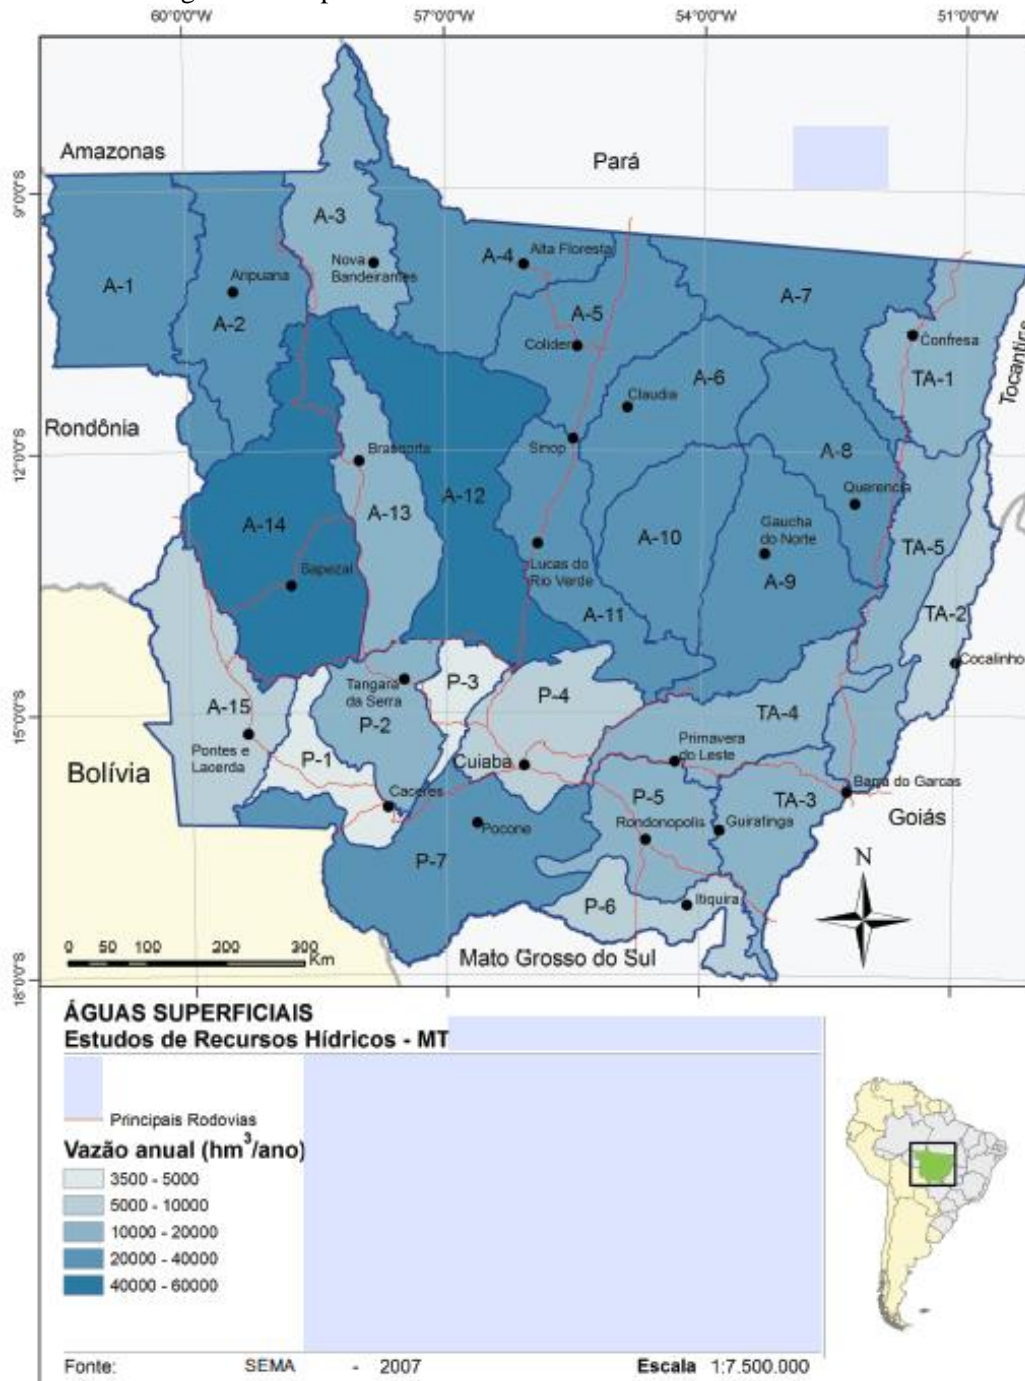 60°0'0"W 57°0'0"W 54°0'0"W 51°0'0"W
Amazonas
Pará
9°0'0"S
A-3
A-4
Alta Floresta
Nova
Bandeirantes
A-1
Aripuana
A-2
A-7
A-5
Colider
Confresa
TA-1
Tocantins
A-6
Claudia
Rondônia
12°0'0"S
Sinop
Brasnorte
A-8
Querencia
A-14
A-13
A-12
A-10
Gaucha
do Norte
A-9
TA-5
Sapezal
Lucas do
Rio Verde
A-11
TA-2
Cocalinho
Tangara
da Serra
P-3
P-4
A-15
15°0'0"S
P-2
TA-4
Pontes e
Lacerda
P-1
Cuiaba
Primavera
do Leste
Bolívia
Caceres
P-5
Barra do Garcas
TA-3
Goiás
Pocone
Rondonopolis
Guiratinga
P-7
N
P-6
Itiquira
0 50 100 200 300
Km
Mato Grosso do Sul
18°0'0"S
ÁGUAS SUPERFICIAIS
Estudos de Recursos Hídricos - MT
Principais Rodovias
Vazão anual (hm³/ano)
3500 - 5000
5000 - 10000
10000 - 20000
20000 - 40000
40000 - 60000
Fonte: SEMA - 2007 Escala 1:7.500.000